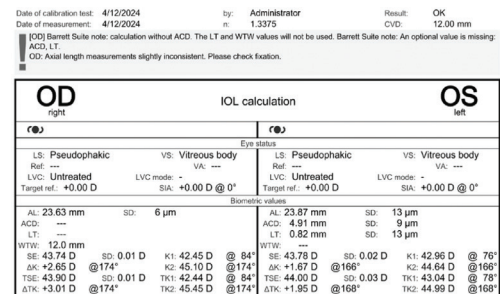 Date of calibration test: 4/12/2024 by: Administrator Result: OK
Date of measurement: 4/12/2024 n: 1.3375 CVD: 12.00 mm
[OD] Barrett Suite note: calculation without ACD. The LT and WTW values will not be used. Barrett Suite note: An optional value is missing:
ACD, LT.
OD: Axial length measurements slightly inconsistent. Please check fixation.
OD
right
IOL calculation
OS
left
Eye status
LS: Pseudophakic VS: Vitreous body LS: Pseudophakic VS: Vitreous body
Ref: --- VA: --- Ref: --- VA: ---
LVC: Untreated LVC mode: - LVC: Untreated LVC mode: -
Target ref.: +0.00 D SIA: +0.00 D @ 0° Target ref.: +0.00 D SIA: +0.00 D @ 0°
Biometric values
AL: 23.63 mm SD: 6 µm AL: 23.87 mm SD: 13 µm
ACD: --- ACD: 4.91 mm SD: 9 µm
LT: --- LT: 0.82 mm SD: 13 µm
WTW: 12.0 mm WTW: ---
SE: 43.74 D SD: 0.01 D K1: 42.45 D @ 84° SE: 43.78 D SD: 0.02 D K1: 42.96 D @ 76°
ΔK: +2.65 D @174° K2: 45.10 D @174° ΔK: +1.67 D @166° K2: 44.64 D @166°
TSE: 43.90 D SD: 0.01 D TK1: 42.44 D @ 84° TSE: 44.00 D SD: 0.03 D TK1: 43.04 D @ 78°
ΔTK: +3.01 D @174° TK2: 45.45 D @174° ΔTK: +1.95 D @168° TK2: 44.99 D @168°